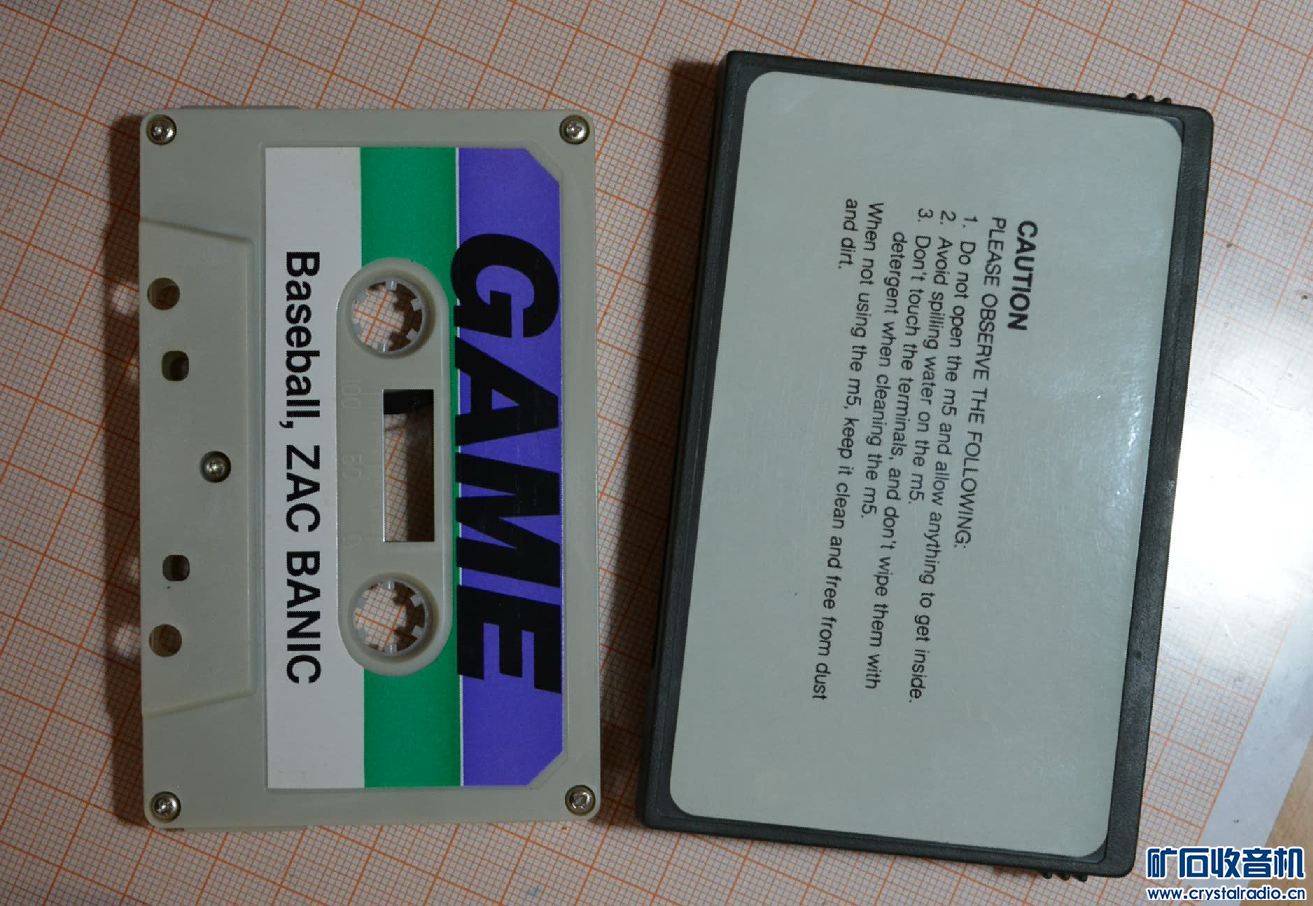 GAME
Baseball, ZAC BANIC
100 50 0
CAUTION
PLEASE OBSERVE THE FOLLOWING:
1. Do not open the m5 and allow anything to get inside.
2. Avoid spilling water on the m5.
3. Don't touch the terminals, and don't wipe them with
detergent when cleaning the m5.
When not using the m5, keep it clean and free from dust
and dirt.
矿石收音机
www.crystalradio.cn